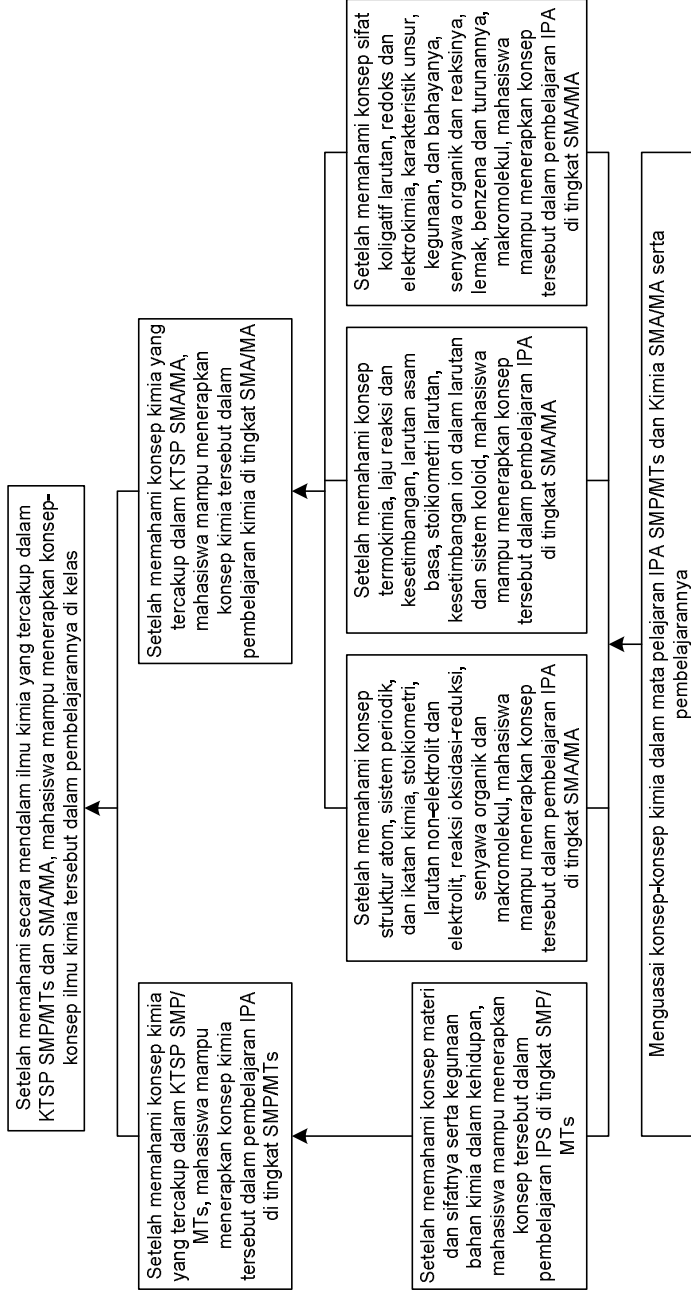 Setelah memahami secara mendalam ilmu kimia yang tercakup dalam
KTSP SMP/MTs dan SMA/MA, mahasiswa mampu menerapkan konsep-
konsep ilmu kimia tersebut dalam pembelajarannya di kelas
Setelah memahami konsep kimia
yang tercakup dalam KTSP SMP/
MTs, mahasiswa mampu
menerapkan konsep kimia
tersebut dalam pembelajaran IPA
di tingkat SMP/MTs
Setelah memahami konsep kimia yang
tercakup dalam KTSP SMA/MA,
mahasiswa mampu menerapkan
konsep kimia tersebut dalam
pembelajaran kimia di tingkat SMA/MA
Setelah memahami konsep materi
dan sifatnya serta kegunaan
bahan kimia dalam kehidupan,
mahasiswa mampu menerapkan
konsep tersebut dalam
pembelajaran IPS di tingkat SMP/
MTs
Setelah memahami konsep
struktur atom, sistem periodik,
dan ikatan kimia, stoikiometri,
larutan non-elektrolit dan
elektrolit, reaksi oksidasi-reduksi,
senyawa organik dan
makromolekul, mahasiswa
mampu menerapkan konsep
tersebut dalam pembelajaran IPA
di tingkat SMA/MA
Setelah memahami konsep
termokimia, laju reaksi dan
kesetimbangan, larutan asam
basa, stoikiometri larutan,
kesetimbangan ion dalam larutan
dan sistem koloid, mahasiswa
mampu menerapkan konsep
tersebut dalam pembelajaran IPA
di tingkat SMA/MA
Setelah memahami konsep sifat
koligatif larutan, redoks dan
elektrokimia, karakteristik unsur,
kegunaan, dan bahayanya,
senyawa organik dan reaksinya,
lemak, benzena dan turunannya,
makromolekul, mahasiswa
mampu menerapkan konsep
tersebut dalam pembelajaran IPA
di tingkat SMA/MA
Menguasai konsep-konsep kimia dalam mata pelajaran IPA SMP/MTs dan Kimia SMA/MA serta
pembelajarannya